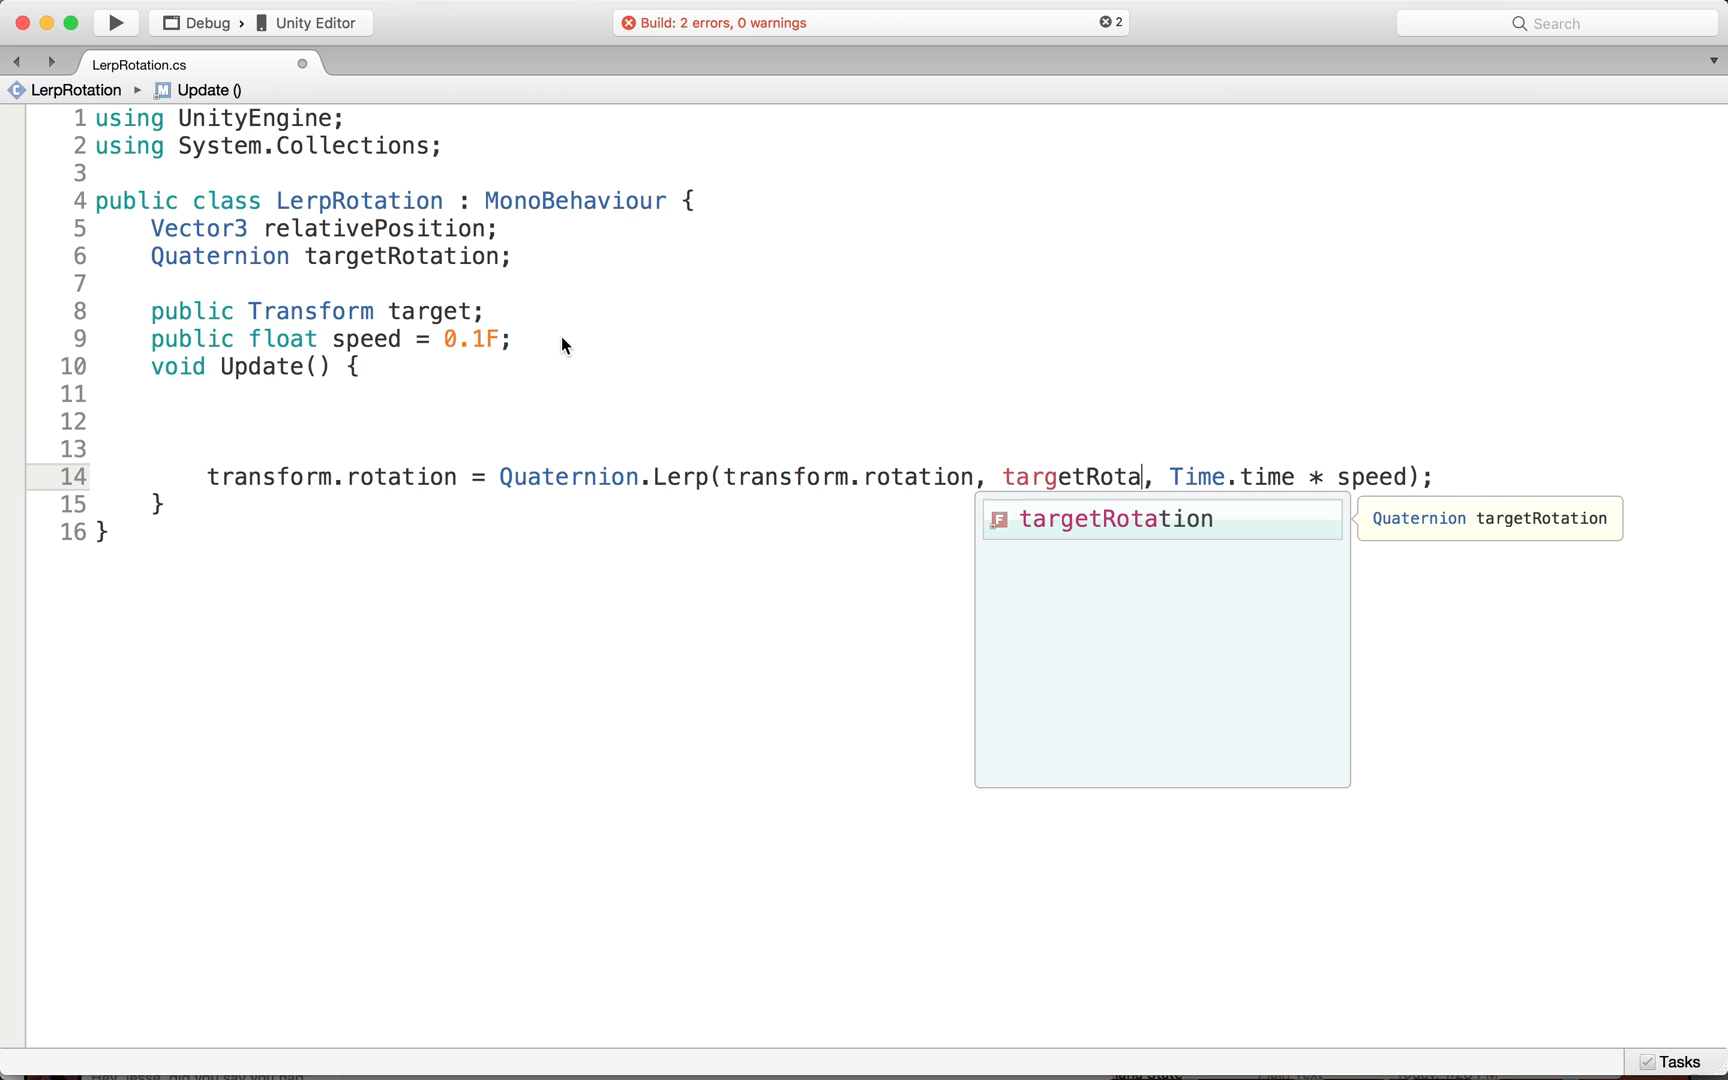 Debug › Unity Editor
Build: 2 errors, 0 warnings
2
Search
LerpRotation.cs
LerpRotation ▸ Update ()
1 using UnityEngine;
2 using System.Collections;
3
4 public class LerpRotation : MonoBehaviour {
5 Vector3 relativePosition;
6 Quaternion targetRotation;
7
8 public Transform target;
9 public float speed = 0.1F;
10 void Update() {
11
12
13
14 transform.rotation = Quaternion.Lerp(transform.rotation, targetRota, Time.time * speed);
15 }
16 }
targetRotation
Quaternion targetRotation
Tasks